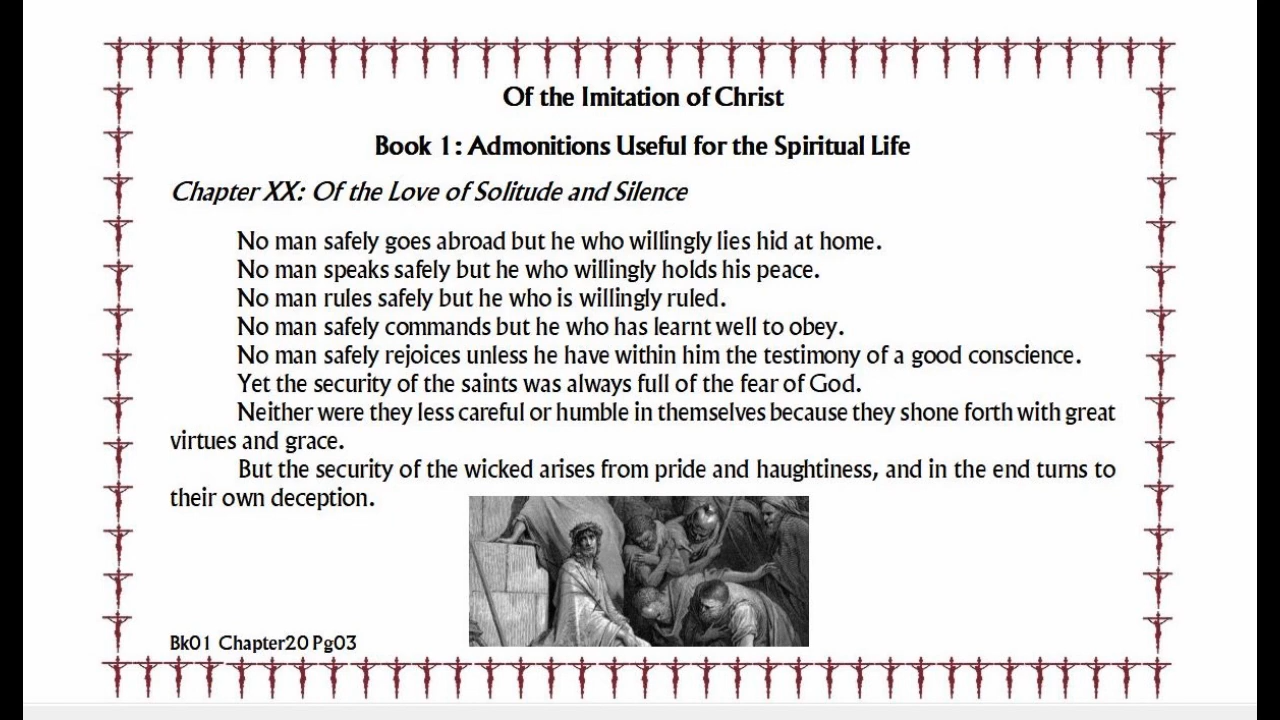 Of the Imitation of Christ
Book 1: Admonitions Useful for the Spiritual Life
Chapter XX: Of the Love of Solitude and Silence
No man safely goes abroad but he who willingly lies hid at home.
No man speaks safely but he who willingly holds his peace.
No man rules safely but he who is willingly ruled.
No man safely commands but he who has learnt well to obey.
No man safely rejoices unless he have within him the testimony of a good conscience.
Yet the security of the saints was always full of the fear of God.
Neither were they less careful or humble in themselves because they shone forth with great
virtues and grace.
But the security of the wicked arises from pride and haughtiness, and in the end turns to
their own deception.
Bk01 Chapter20 Pg03